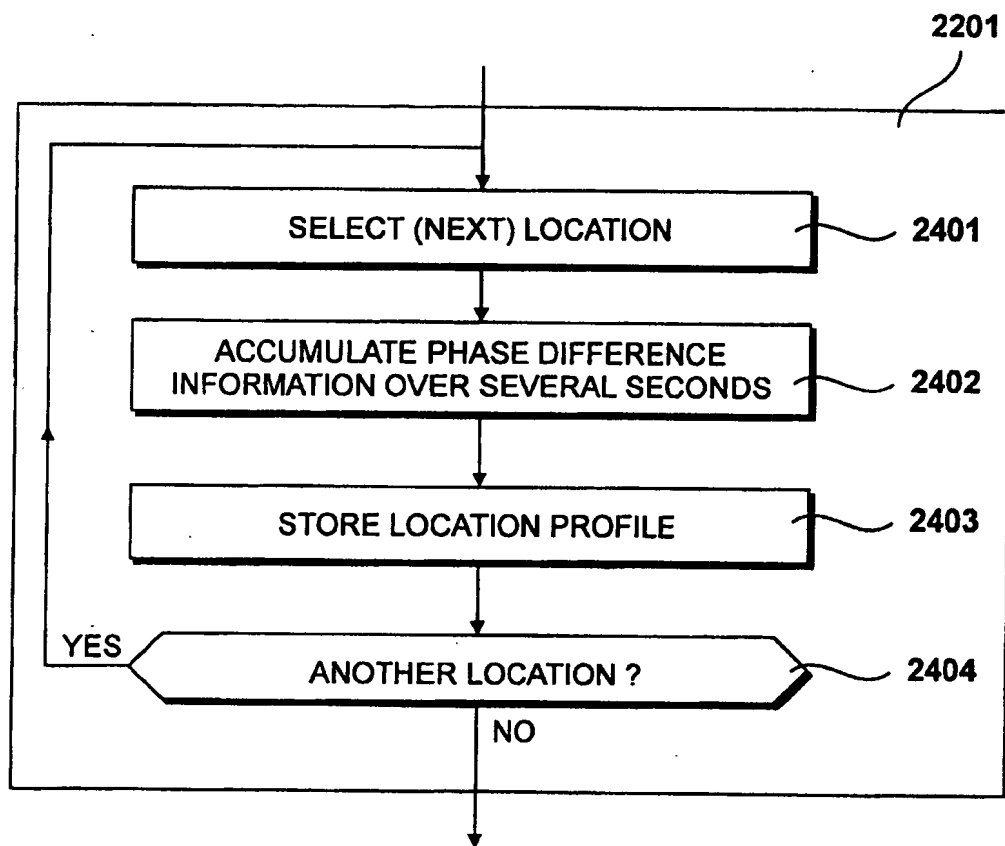 2201
SELECT (NEXT) LOCATION
2401
ACCUMULATE PHASE DIFFERENCE
INFORMATION OVER SEVERAL SECONDS
2402
STORE LOCATION PROFILE
2403
YES
ANOTHER LOCATION ?
2404
NO